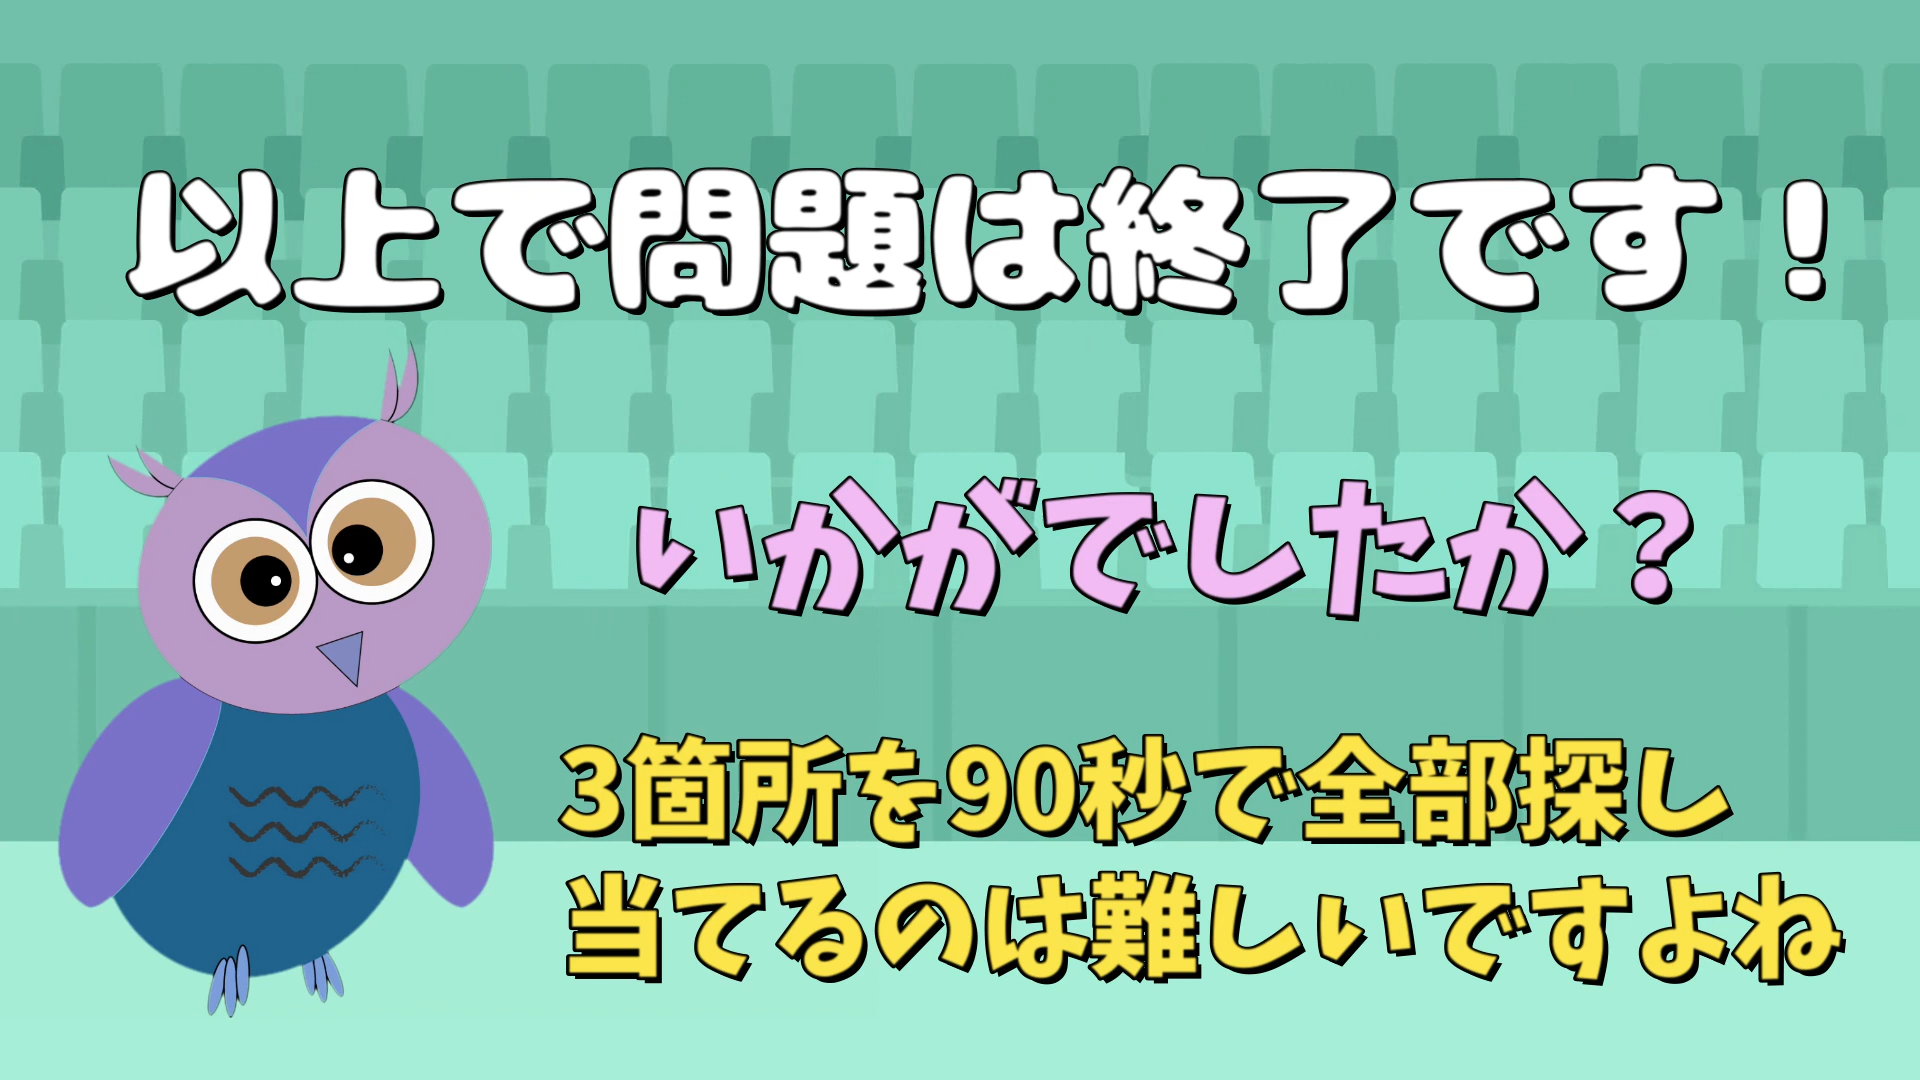 以上で問題は終了です！
いかがでしたか？
3箇所を90秒で全部探し
当てるのは難しいですよね